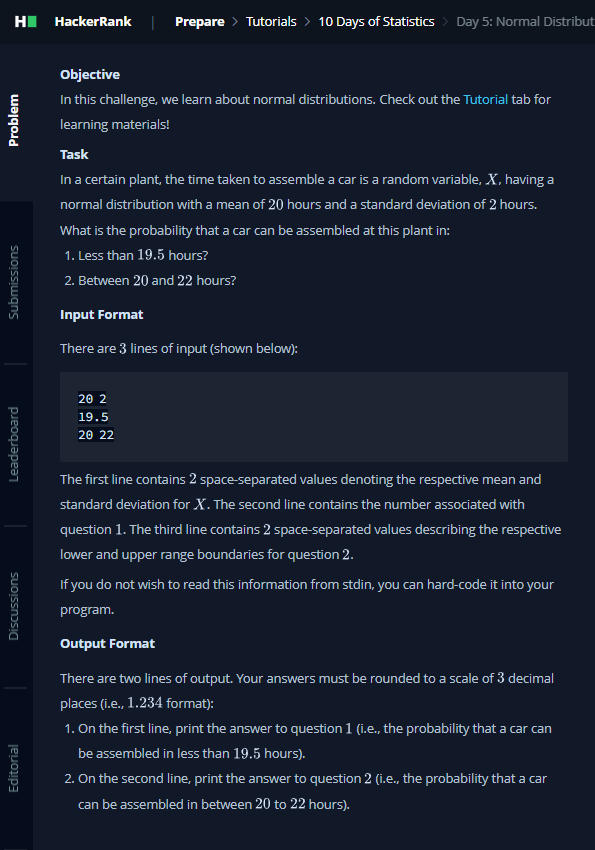 H HackerRank | Prepare > Tutorials > 10 Days of Statistics > Day 5: Normal Distribut
Problem
Submissions
Leaderboard
Discussions
Editorial
Objective
In this challenge, we learn about normal distributions. Check out the Tutorial tab for
learning materials!
Task
In a certain plant, the time taken to assemble a car is a random variable, X, having a
normal distribution with a mean of 20 hours and a standard deviation of 2 hours.
What is the probability that a car can be assembled at this plant in:
1. Less than 19.5 hours?
2. Between 20 and 22 hours?
Input Format
There are 3 lines of input (shown below):
20 2
19.5
20 22
The first line contains 2 space-separated values denoting the respective mean and
standard deviation for X. The second line contains the number associated with
question 1. The third line contains 2 space-separated values describing the respective
lower and upper range boundaries for question 2.
If you do not wish to read this information from stdin, you can hard-code it into your
program.
Output Format
There are two lines of output. Your answers must be rounded to a scale of 3 decimal
places (i.e., 1.234 format):
1. On the first line, print the answer to question 1 (i.e., the probability that a car can
be assembled in less than 19.5 hours).
2. On the second line, print the answer to question 2 (i.e., the probability that a car
can be assembled in between 20 to 22 hours).